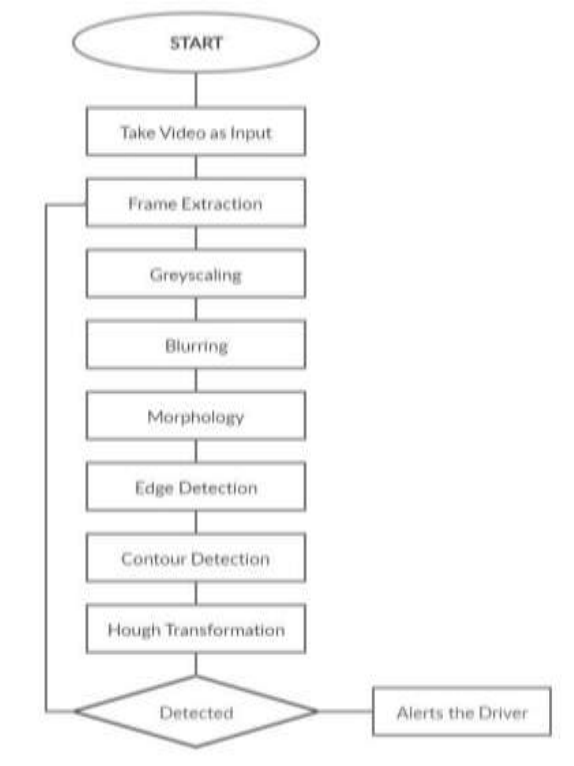 START
Take Video as Input
Frame Extraction
Greyscaling
Blurring
Morphology
Edge Detection
Contour Detection
Hough Transformation
Detected
Alerts the Driver